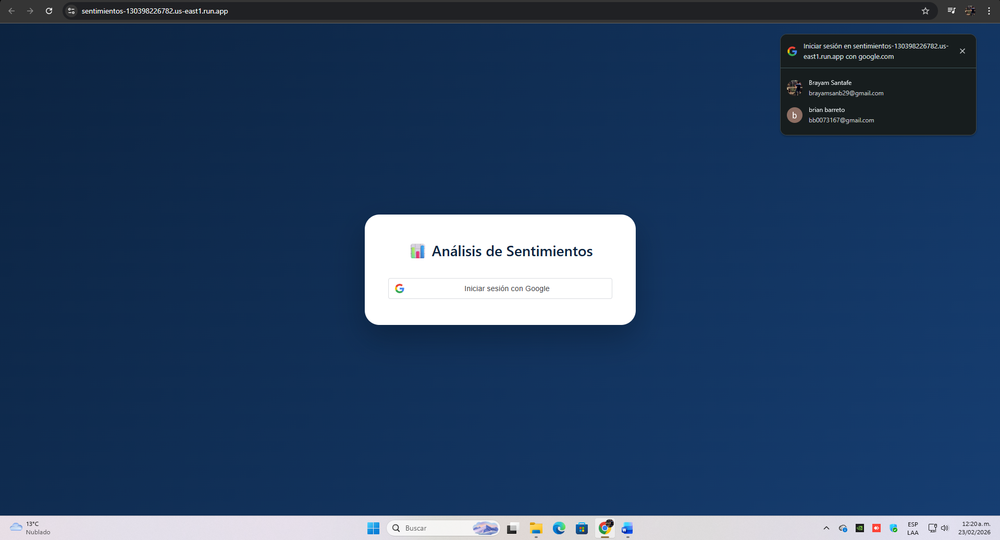 sentimientos-130398226782.us-east1.run.app
Iniciar sesión en sentimientos-130398226782.us-
east1.run.app con google.com
Brayam Santafe
brayamsanb29@gmail.com
b
brian barreto
bb0073167@gmail.com
Análisis de Sentimientos
Iniciar sesión con Google
13°C
Nublado
Buscar
ESP
LAA
12:20 a. m.
23/02/2026